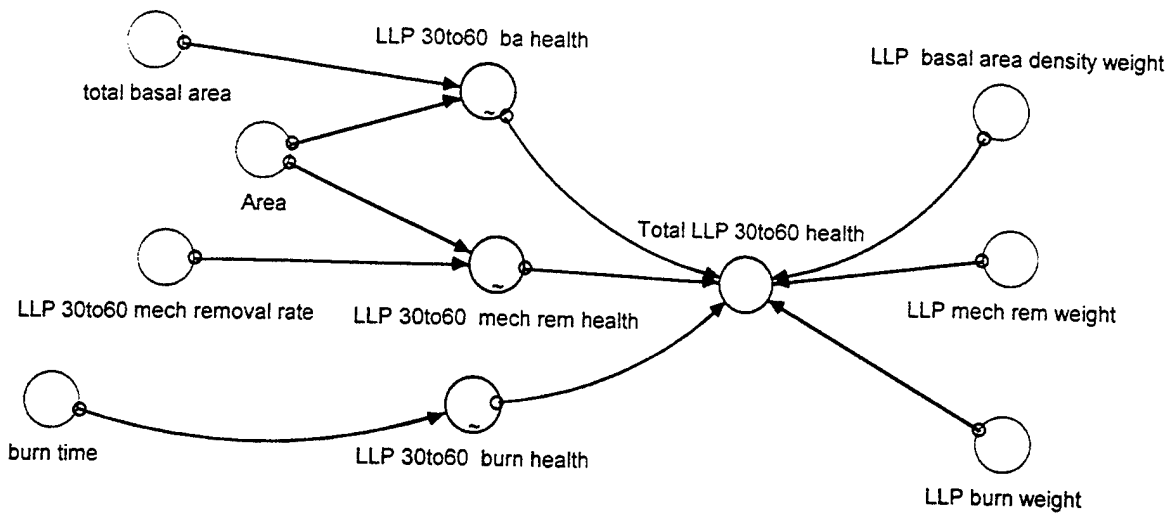 LLP 30to60 ba health
LLP basal area density weight
total basal area
~
Area
Total LLP 30to60 health
LLP 30to60 mech removal rate
~
LLP 30to60 mech rem health
LLP mech rem weight
~
burn time
LLP 30to60 burn health
LLP burn weight